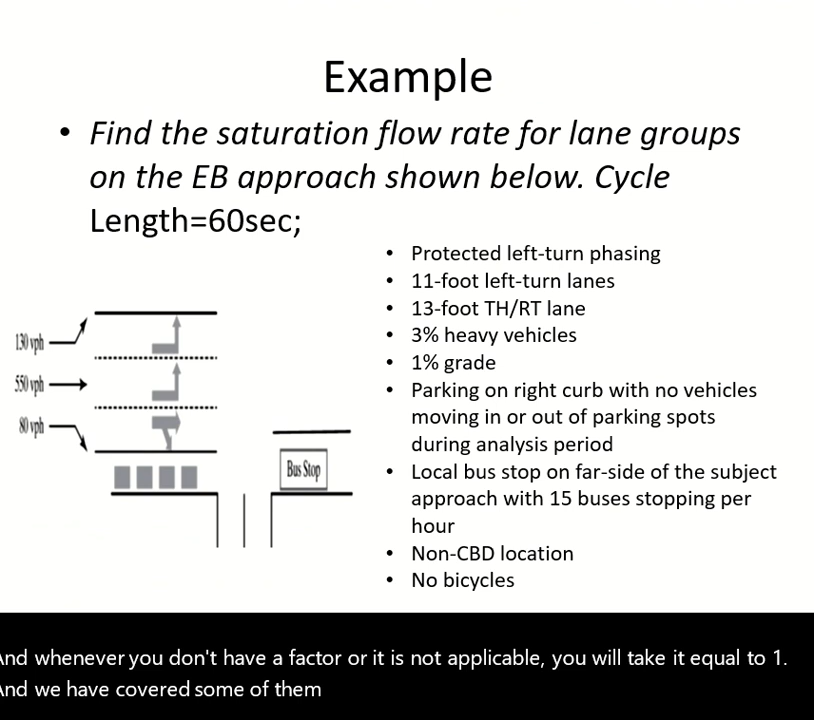 Example
• Find the saturation flow rate for lane groups
on the EB approach shown below. Cycle
Length=60sec;
• Protected left-turn phasing
• 11-foot left-turn lanes
• 13-foot TH/RT lane
• 3% heavy vehicles
• 1% grade
• Parking on right curb with no vehicles
moving in or out of parking spots
during analysis period
• Local bus stop on far-side of the subject
approach with 15 buses stopping per
hour
• Non-CBD location
• No bicycles
130 vph
550 vph
80 vph
Bus Stop
And whenever you don't have a factor or it is not applicable, you will take it equal to 1.
And we have covered some of them